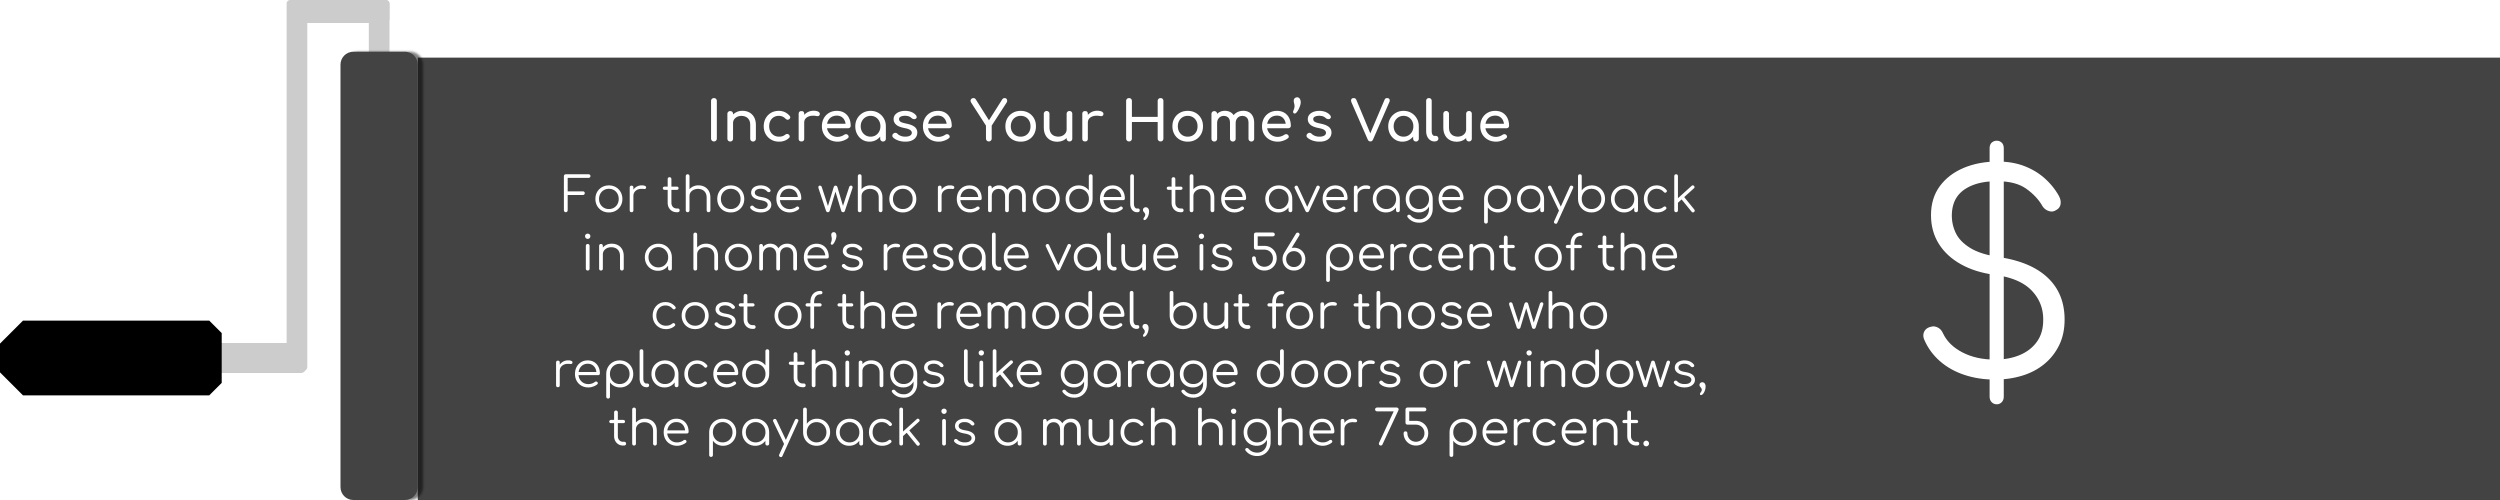 Increase Your Home's Value
For those who remodel, the average payback
in a home's resale value is 56 percent of the
cost of the remodel, but for those who
replaced things like garage doors or windows,
the payback is a much higher 75 percent.
$